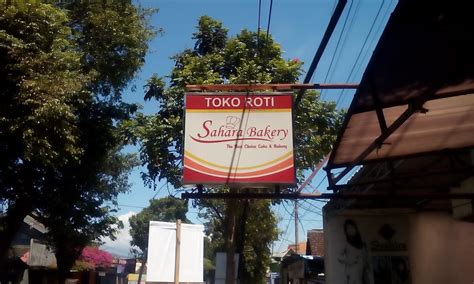 TOKO ROTI
Sahara Bakery
The Best Choice Cake & Bakery